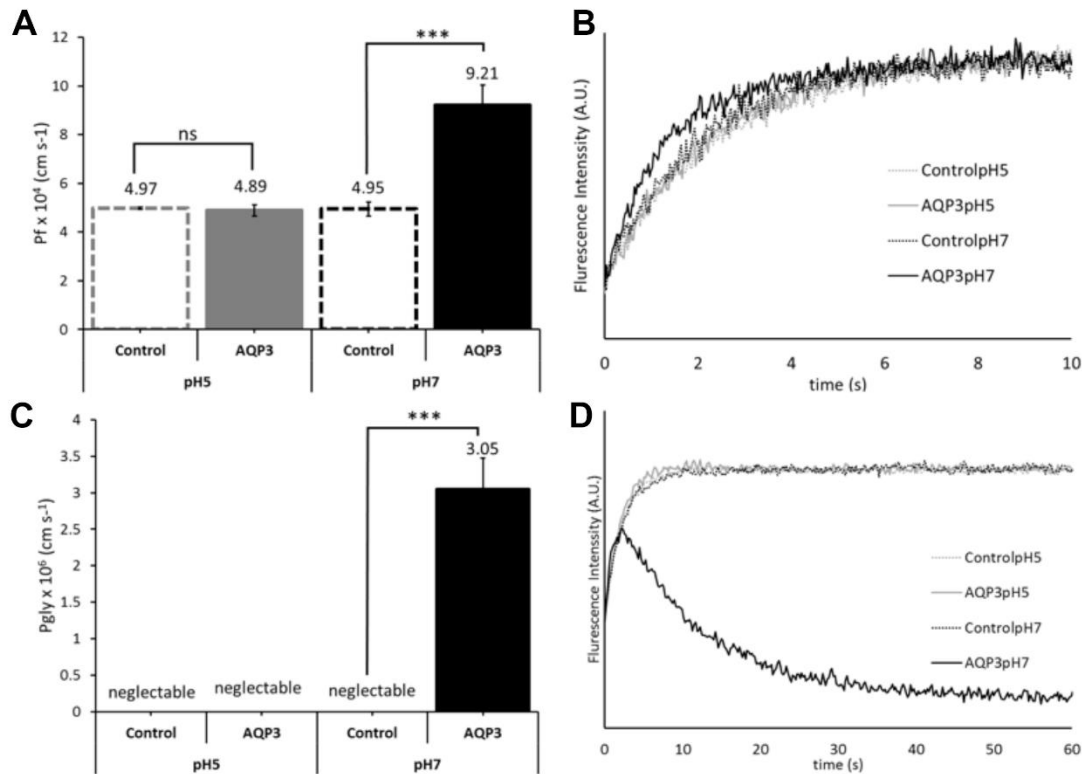 A
Pf x 10⁴ (cm s-1)
12
10
8
6
4
2
0
ns
***
4.97
4.89
4.95
9.21
Control
AQP3
Control
AQP3
pH5
pH7
B
Flurescence Intenssity (A.U.)
ControlpH5
AQP3pH5
ControlpH7
AQP3pH7
0 2 4 6 8 10
time (s)
C
Pgly x 10⁶ (cm s⁻¹)
4
3.5
3
2.5
2
1.5
1
0.5
0
***
3.05
neglectable
neglectable
neglectable
Control
AQP3
Control
AQP3
pH5
pH7
D
Flurescence Intenssity (A.U.)
ControlpH5
AQP3pH5
ControlpH7
AQP3pH7
0 10 20 30 40 50 60
time (s)